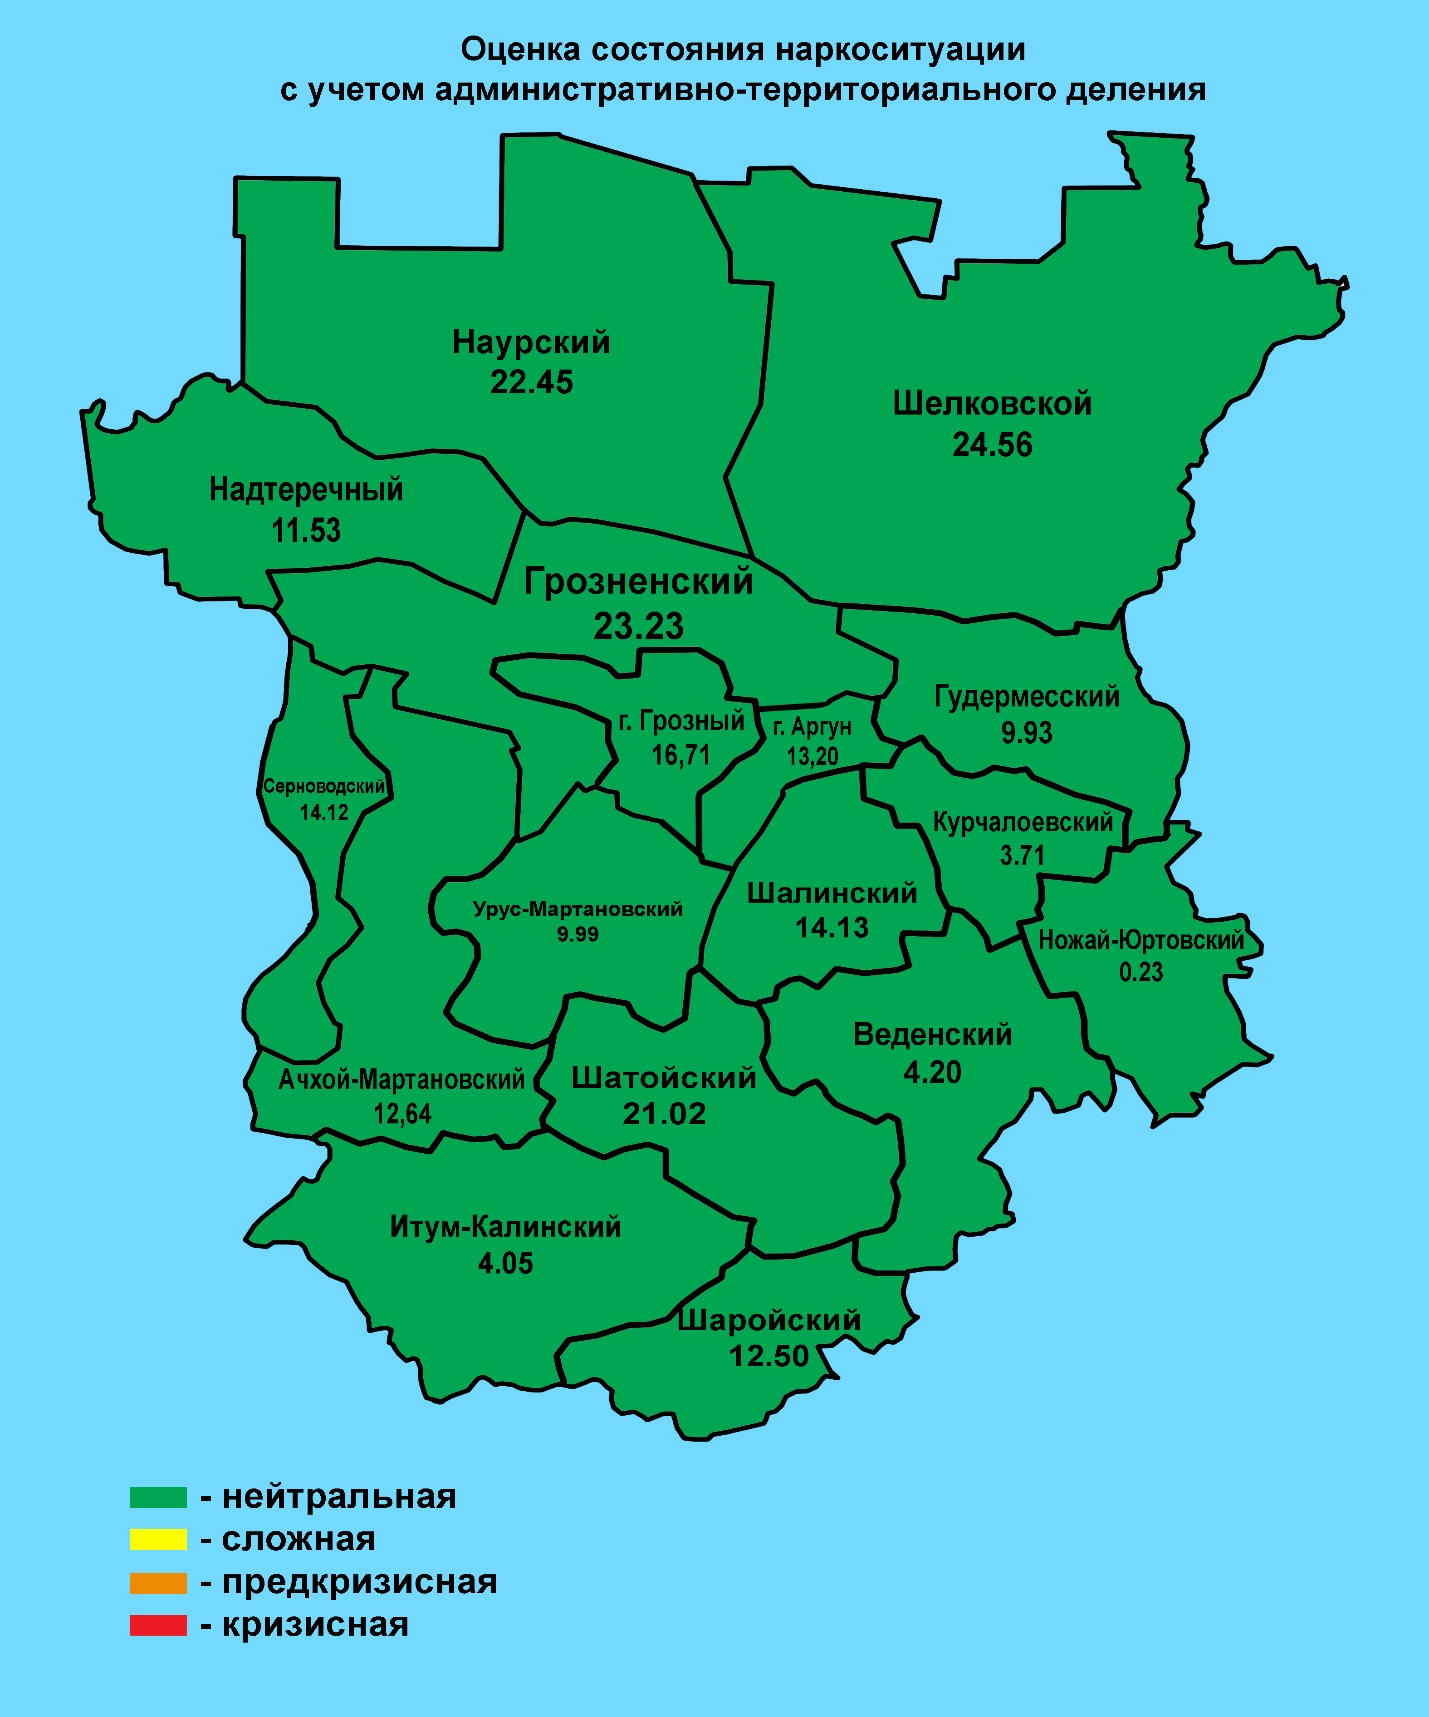 Оценка состояния наркоситуации
с учетом административно-территориального деления
Наурский
22.45
Шелковской
24.56
Надтеречный
11.53
Грозненский
23.23
г. Грозный
16,71
г. Аргун
13,20
Гудермесский
9.93
Серноводский
14.12
Курчалоевский
3.71
Шалинский
14.13
Урус-Мартановский
9.99
Ножай-Юртовский
0.23
Веденский
4.20
Ачхой-Мартановский
12,64
Шатойский
21.02
Итум-Калинский
4.05
Шаройский
12.50
- нейтральная
- сложная
- предкризисная
- кризисная